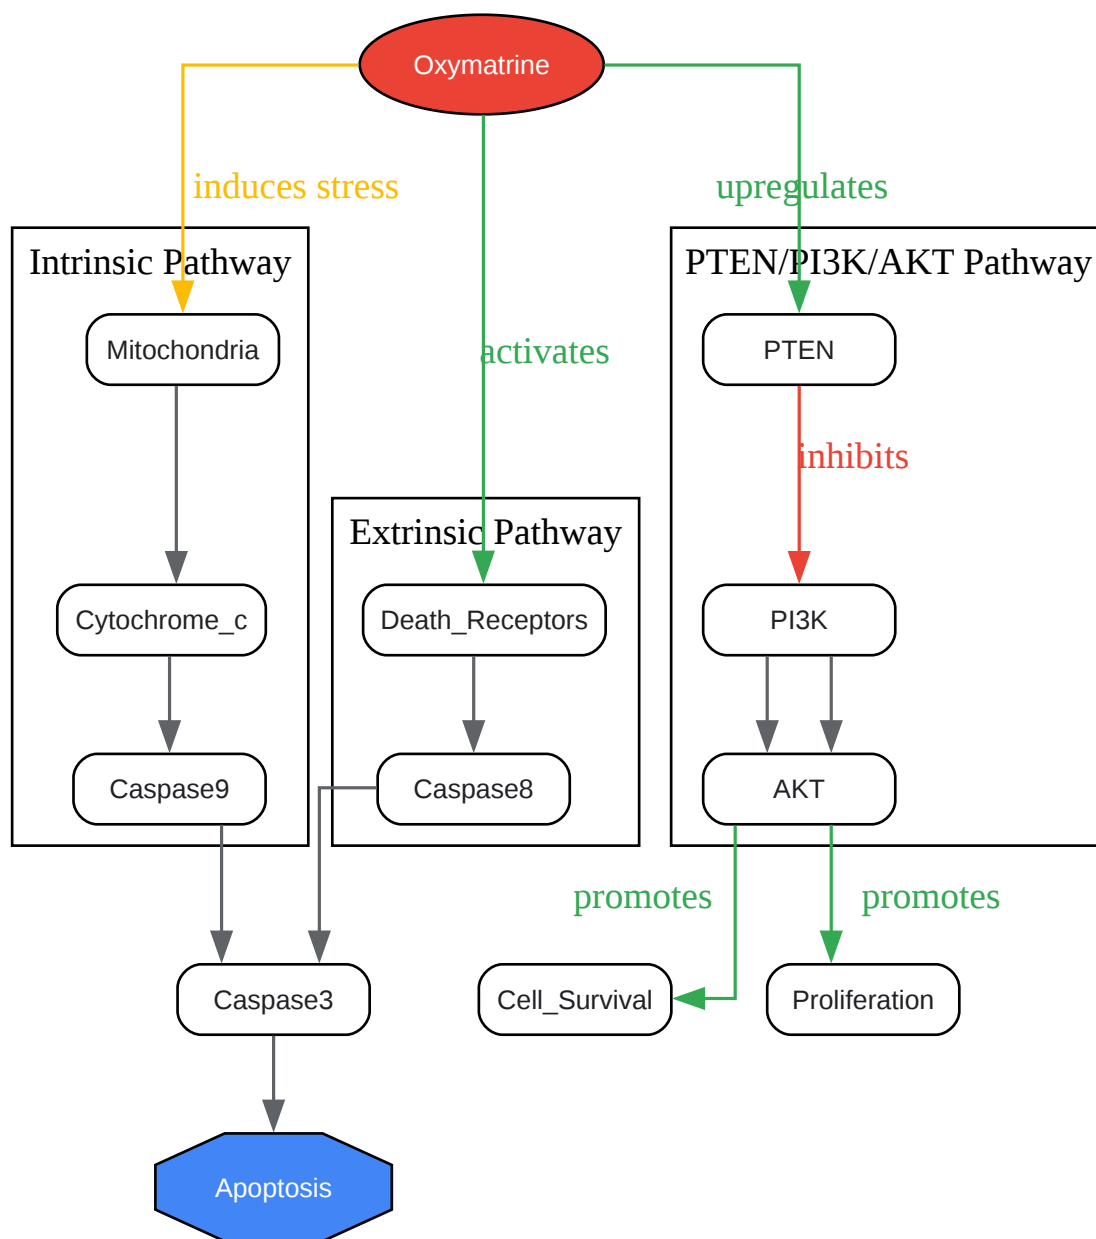 Oxymatrine
induces stress
upregulates
Intrinsic Pathway
PTEN/PI3K/AKT Pathway
Mitochondria
activates
PTEN
inhibits
Extrinsic Pathway
Cytochrome_c
Death_Receptors
PI3K
Caspase9
Caspase8
AKT
promotes
promotes
Caspase3
Cell_Survival
Proliferation
Apoptosis